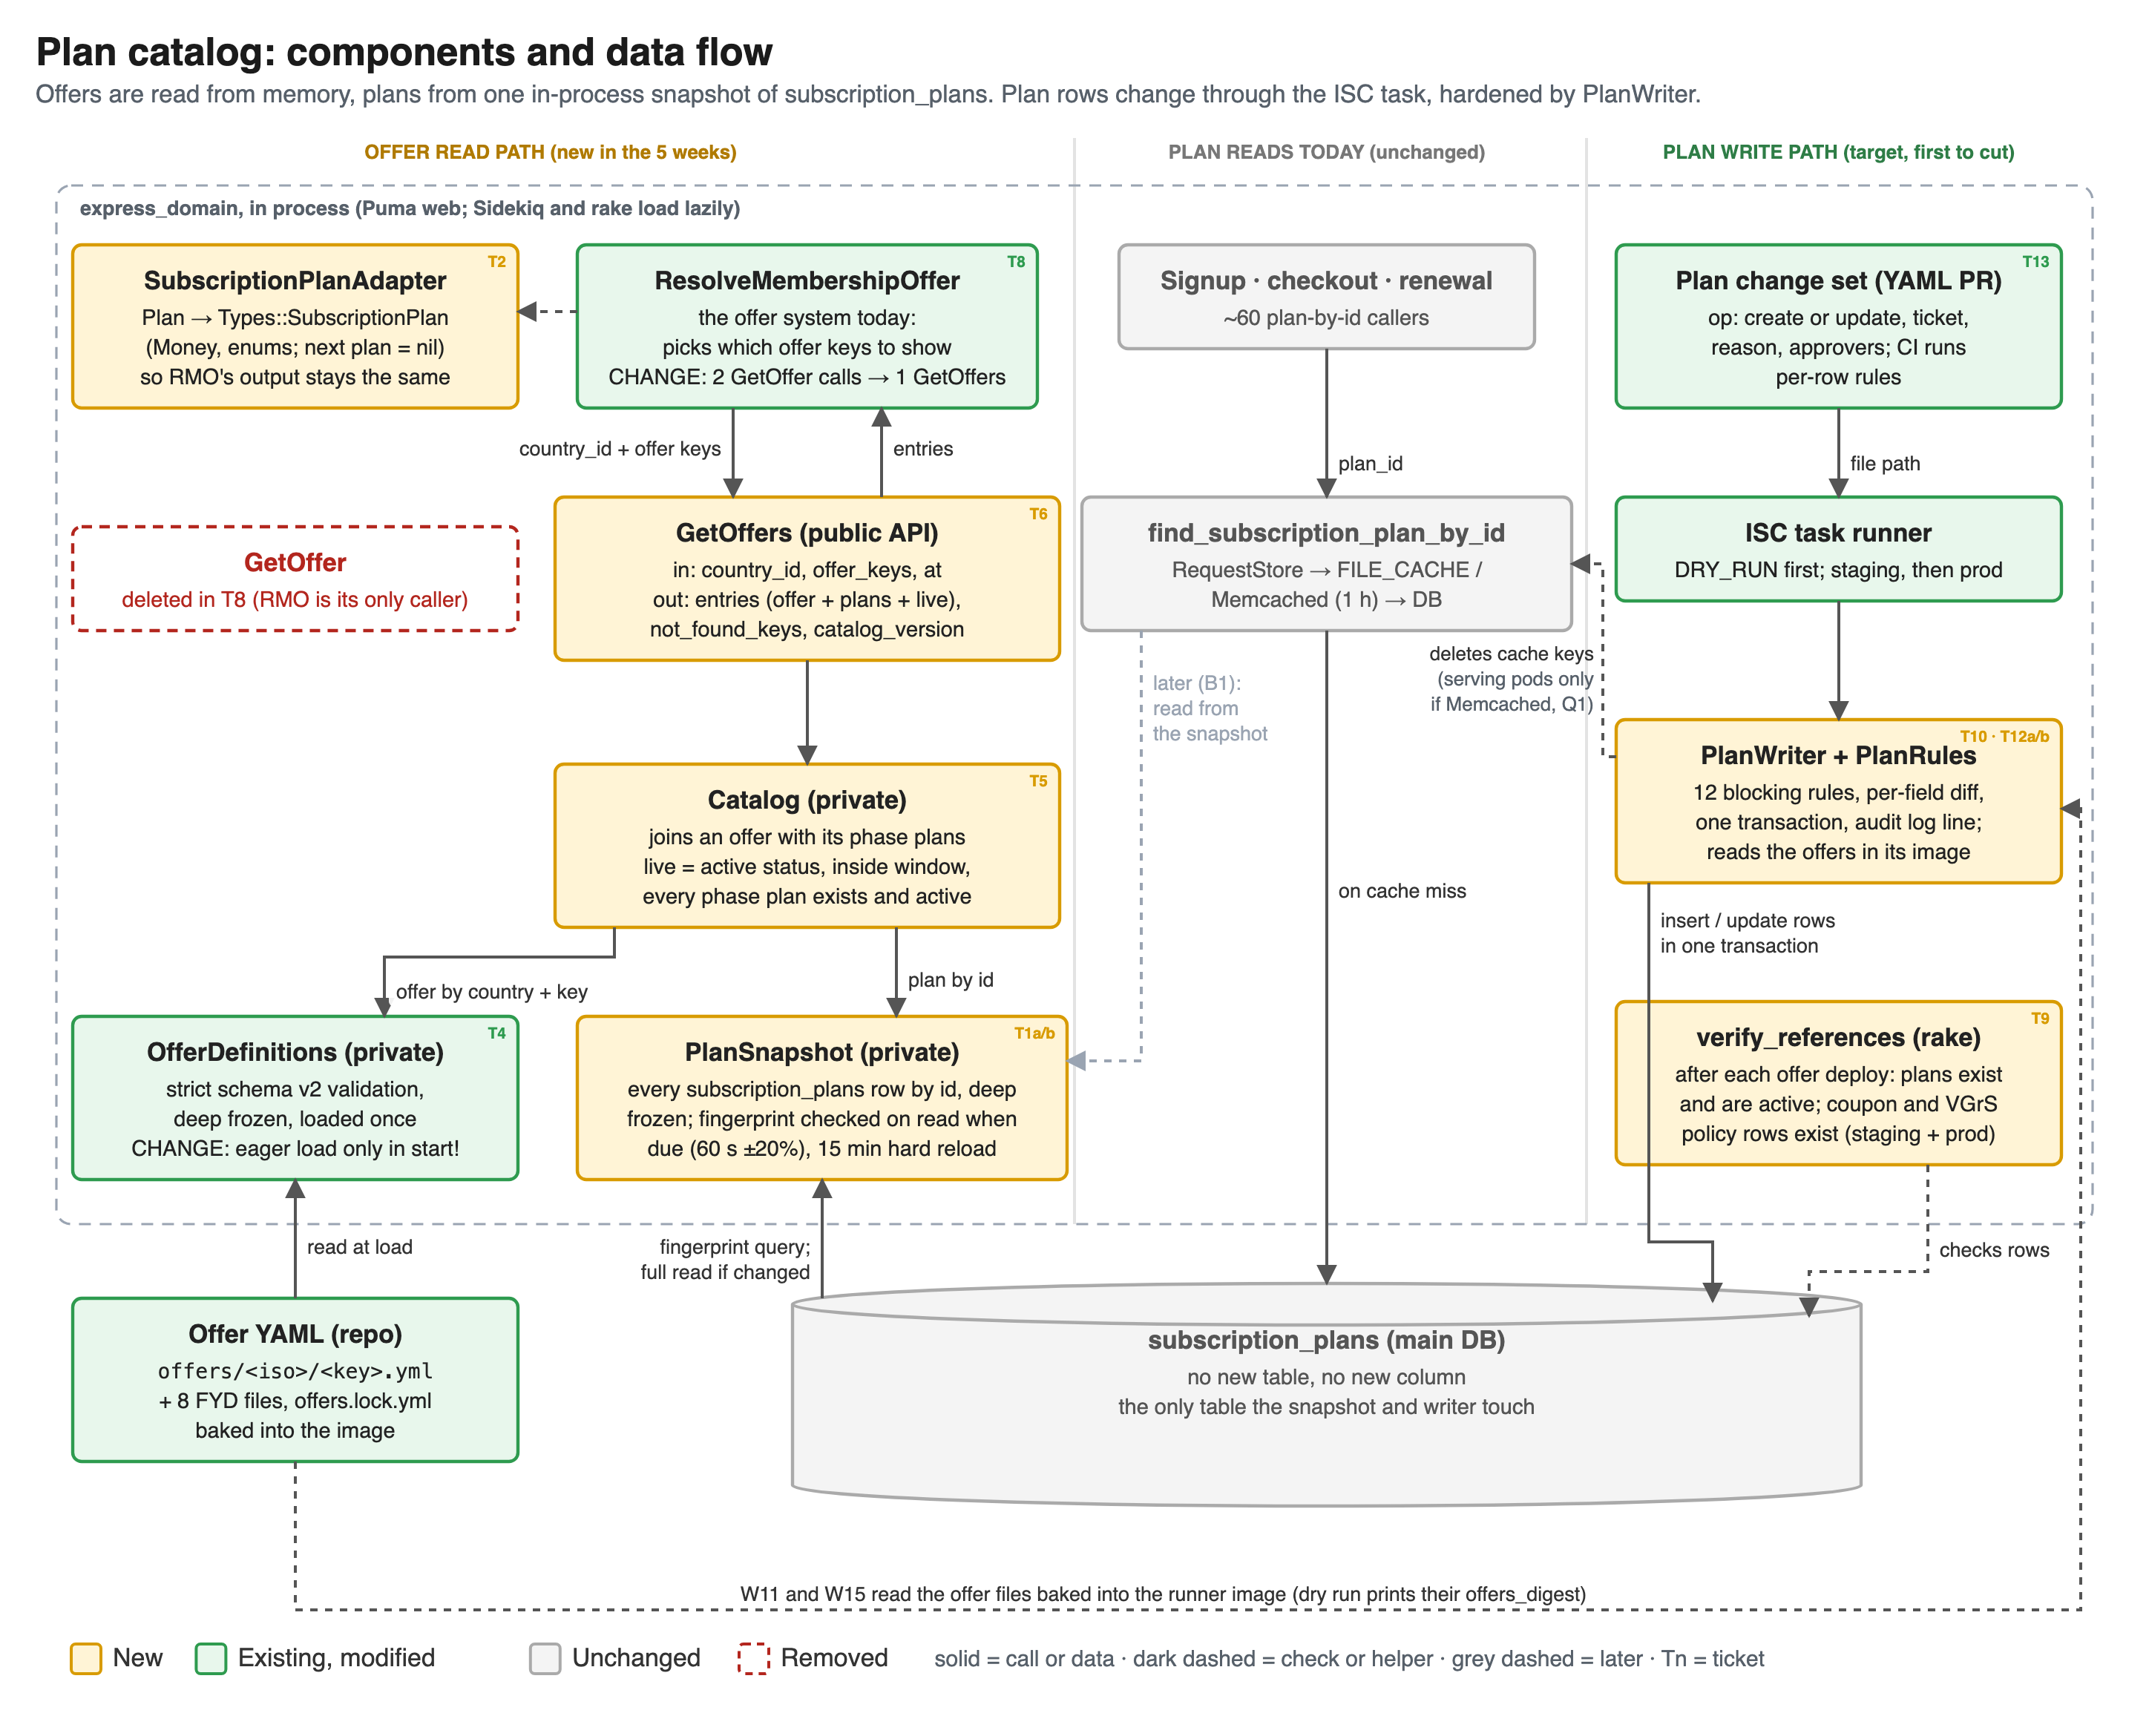 Plan catalog: components and data flow
Offers are read from memory, plans from one in-process snapshot of subscription_plans. Plan rows change through the ISC task, hardened by PlanWriter.
OFFER READ PATH (new in the 5 weeks)
PLAN READS TODAY (unchanged)
PLAN WRITE PATH (target, first to cut)
express_domain, in process (Puma web; Sidekiq and rake load lazily)
T2
SubscriptionPlanAdapter
Plan → Types::SubscriptionPlan
(Money, enums; next plan = nil)
so RMO's output stays the same
T8
ResolveMembershipOffer
the offer system today:
picks which offer keys to show
CHANGE: 2 GetOffer calls → 1 GetOffers
Signup · checkout · renewal
~60 plan-by-id callers
T13
Plan change set (YAML PR)
op: create or update, ticket,
reason, approvers; CI runs
per-row rules
country_id + offer keys
entries
plan_id
file path
GetOffer
deleted in T8 (RMO is its only caller)
T6
GetOffers (public API)
in: country_id, offer_keys, at
out: entries (offer + plans + live),
not_found_keys, catalog_version
find_subscription_plan_by_id
RequestStore → FILE_CACHE /
Memcached (1 h) → DB
ISC task runner
DRY_RUN first; staging, then prod
later (B1):
read from
the snapshot
deletes cache keys
(serving pods only
if Memcached, Q1)
T10 · T12a/b
PlanWriter + PlanRules
12 blocking rules, per-field diff,
one transaction, audit log line;
reads the offers in its image
T5
Catalog (private)
joins an offer with its phase plans
live = active status, inside window,
every phase plan exists and active
on cache miss
insert / update rows
in one transaction
offer by country + key
plan by id
T4
OfferDefinitions (private)
strict schema v2 validation,
deep frozen, loaded once
CHANGE: eager load only in start!
T1a/b
PlanSnapshot (private)
every subscription_plans row by id, deep
frozen; fingerprint checked on read when
due (60 s ±20%), 15 min hard reload
T9
verify_references (rake)
after each offer deploy: plans exist
and are active; coupon and VGrS
policy rows exist (staging + prod)
read at load
fingerprint query;
full read if changed
checks rows
Offer YAML (repo)
offers/<iso>/<key>.yml
+ 8 FYD files, offers.lock.yml
baked into the image
subscription_plans (main DB)
no new table, no new column
the only table the snapshot and writer touch
W11 and W15 read the offer files baked into the runner image (dry run prints their offers_digest)
New
Existing, modified
Unchanged
Removed
solid = call or data · dark dashed = check or helper · grey dashed = later · Tn = ticket